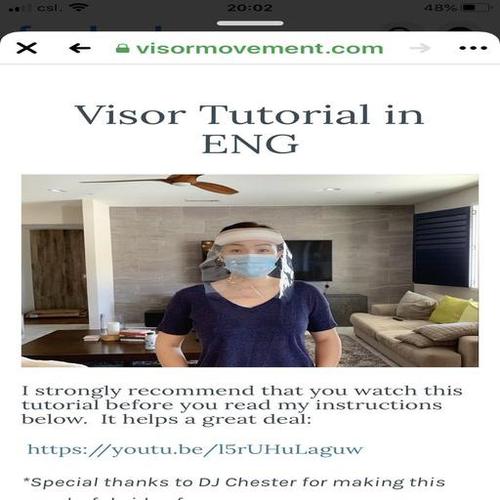 csl. 20:02 48%
visormovement.com
Visor Tutorial in
ENG
I strongly recommend that you watch this
tutorial before you read my instructions
below. It helps a great deal:
https://youtu.be/l5rUHuLaguw
*Special thanks to DJ Chester for making this